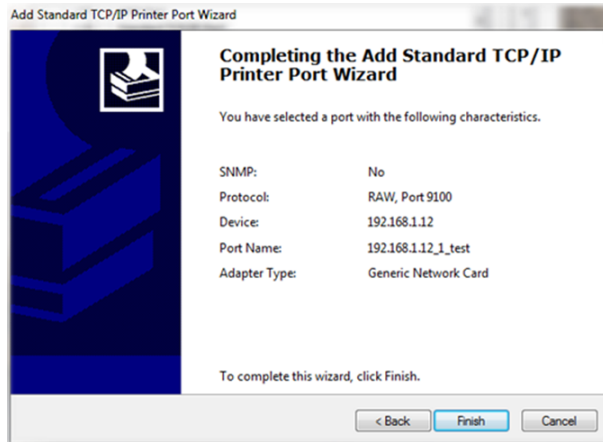 Add Standard TCP/IP Printer Port Wizard
Completing the Add Standard TCP/IP
Printer Port Wizard
You have selected a port with the following characteristics.
SNMP: No
Protocol: RAW, Port 9100
Device: 192.168.1.12
Port Name: 192.168.1.12_1_test
Adapter Type: Generic Network Card
To complete this wizard, click Finish.
< Back Finish Cancel